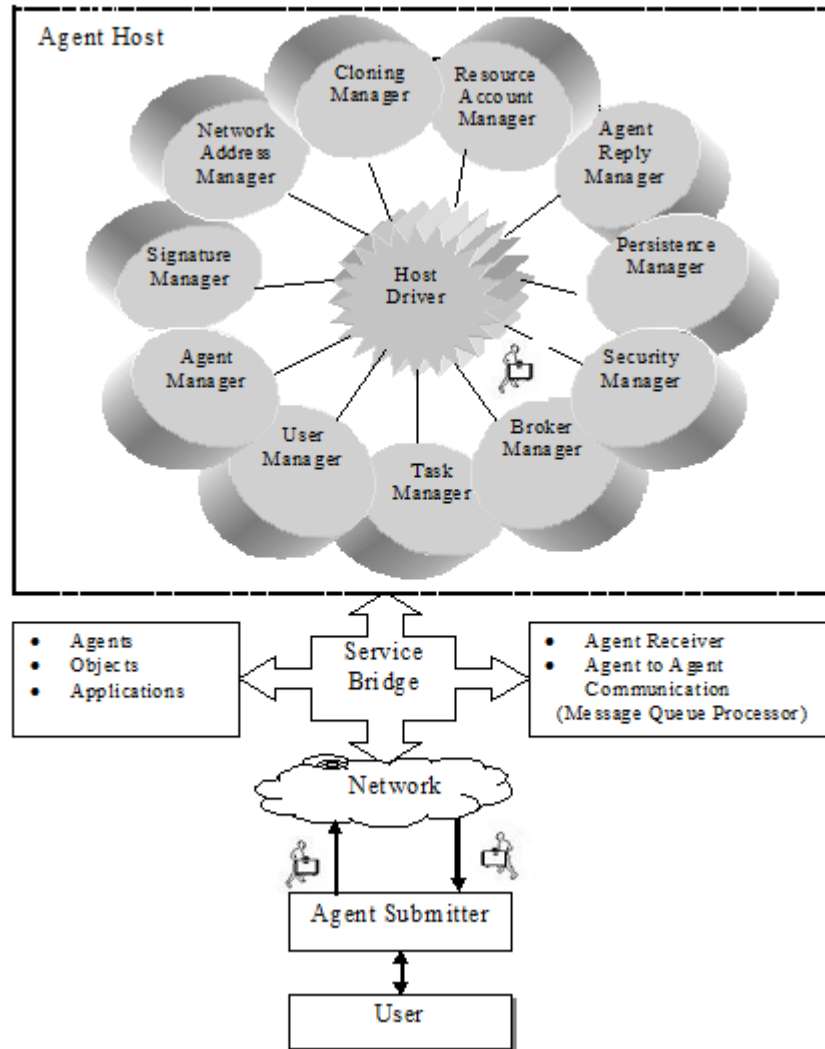 Agent Host
Cloning
Manager
Resource
Account
Manager
Network
Address
Manager
Agent
Reply
Manager
Signature
Manager
Host
Driver
Persistence
Manager
Agent
Manager
Security
Manager
User
Manager
Task
Manager
Broker
Manager
• Agents
• Objects
• Applications
Service
Bridge
• Agent Receiver
• Agent to Agent
Communication
(Message Queue Processor)
Network
Agent Submitter
User